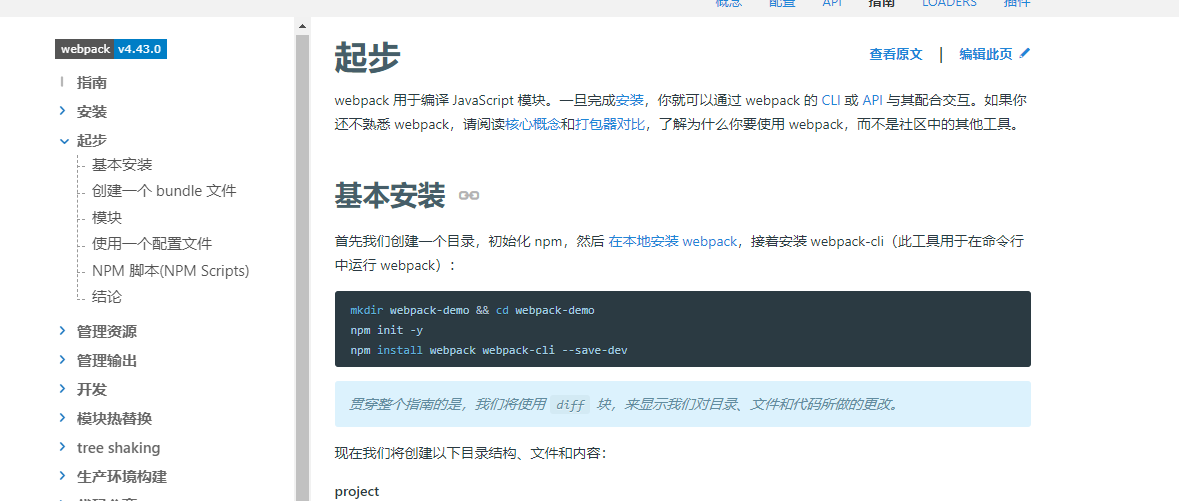 概念 配置 API 指南 LOADERS 插件
webpack v4.43.0
指南
安装
起步
基本安装
创建一个 bundle 文件
模块
使用一个配置文件
NPM 脚本(NPM Scripts)
结论
管理资源
管理输出
开发
模块热替换
tree shaking
生产环境构建
代码分离
起步
查看原文 | 编辑此页
webpack 用于编译 JavaScript 模块。一旦完成安装，你就可以通过 webpack 的 CLI 或 API 与其配合交互。如果你
还不熟悉 webpack，请阅读核心概念和打包器对比，了解为什么你要使用 webpack，而不是社区中的其他工具。
基本安装
首先我们创建一个目录，初始化 npm，然后 在本地安装 webpack，接着安装 webpack-cli（此工具用于在命令行
中运行 webpack）：
mkdir webpack-demo && cd webpack-demo
npm init -y
npm install webpack webpack-cli --save-dev
贯穿整个指南的是，我们将使用 diff 块，来显示我们对目录、文件和代码所做的更改。
现在我们将创建以下目录结构、文件和内容：
project